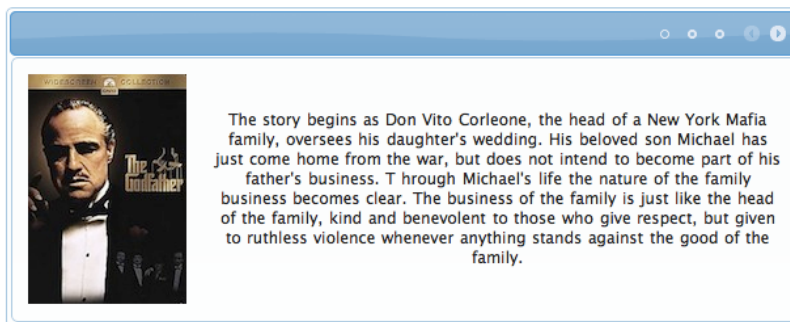 WIDESCREEN COLLECTION
The
Godfather
The story begins as Don Vito Corleone, the head of a New York Mafia
family, oversees his daughter's wedding. His beloved son Michael has
just come home from the war, but does not intend to become part of his
father's business. T hrough Michael's life the nature of the family
business becomes clear. The business of the family is just like the head
of the family, kind and benevolent to those who give respect, but given
to ruthless violence whenever anything stands against the good of the
family.